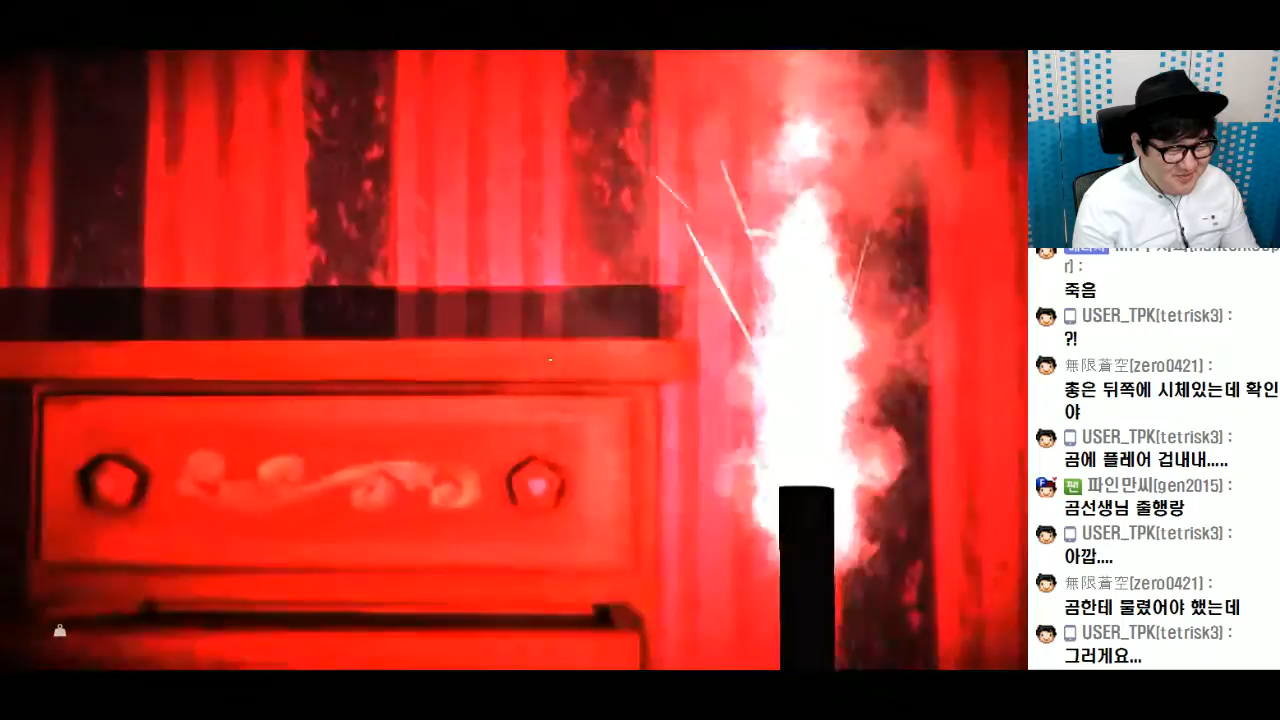 r] :
죽음
USER_TPK[tetrisk3] :
?!
無限蒼空[zero0421] :
총은 뒤쪽에 시체있는데 확인
야
USER_TPK[tetrisk3] :
곰에 플레어 겁내내.....
팬 파인만씨[gen2015] :
곰선생님 줄행랑
USER_TPK[tetrisk3] :
아깝....
無限蒼空[zero0421] :
곰한테 물렸어야 했는데
USER_TPK[tetrisk3] :
그러게요...